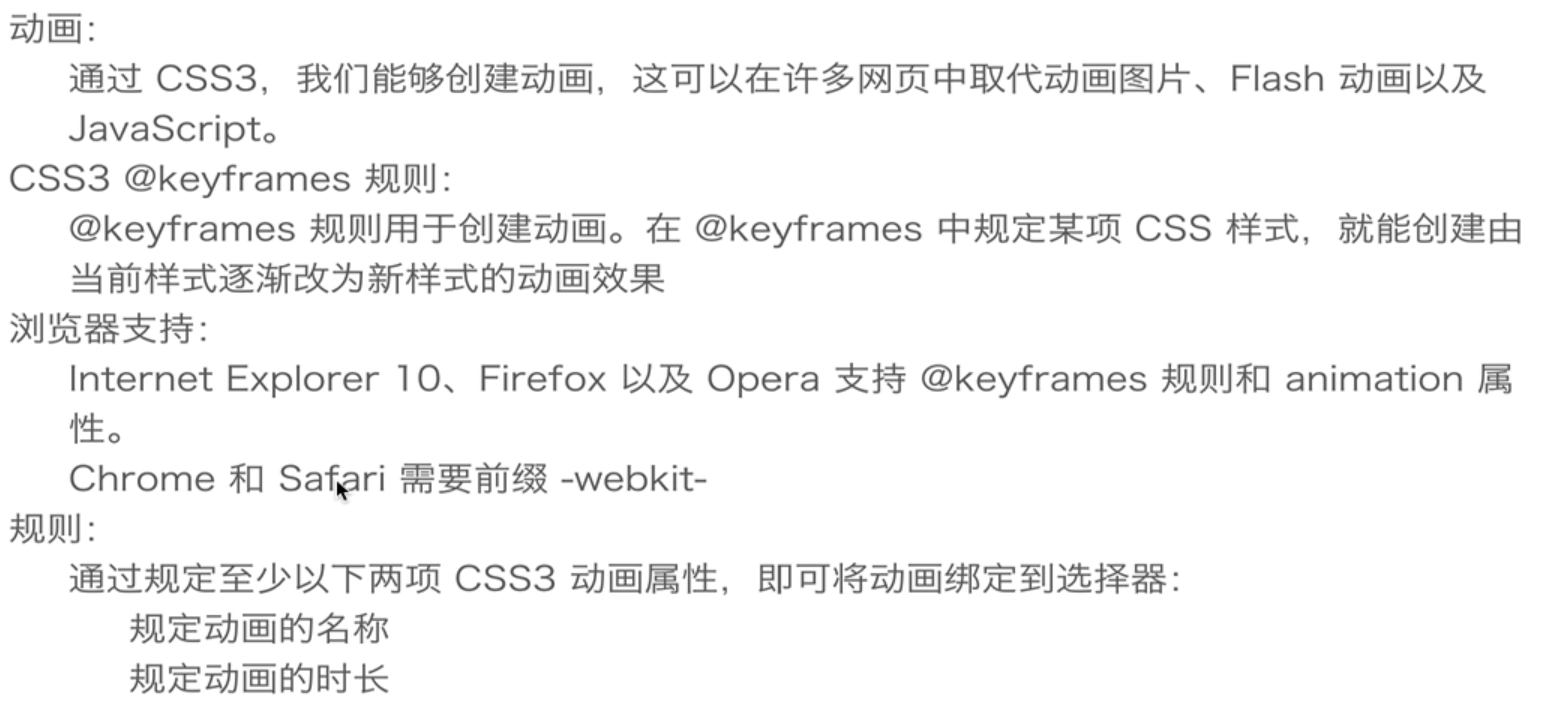 动画：
通过 CSS3，我们能够创建动画，这可以在许多网页中取代动画图片、Flash 动画以及
JavaScript。
CSS3 @keyframes 规则：
@keyframes 规则用于创建动画。在 @keyframes 中规定某项 CSS 样式，就能创建由
当前样式逐渐改为新样式的动画效果
浏览器支持：
Internet Explorer 10、Firefox 以及 Opera 支持 @keyframes 规则和 animation 属
性。
Chrome 和 Safari 需要前缀 -webkit-
规则：
通过规定至少以下两项 CSS3 动画属性，即可将动画绑定到选择器：
规定动画的名称
规定动画的时长